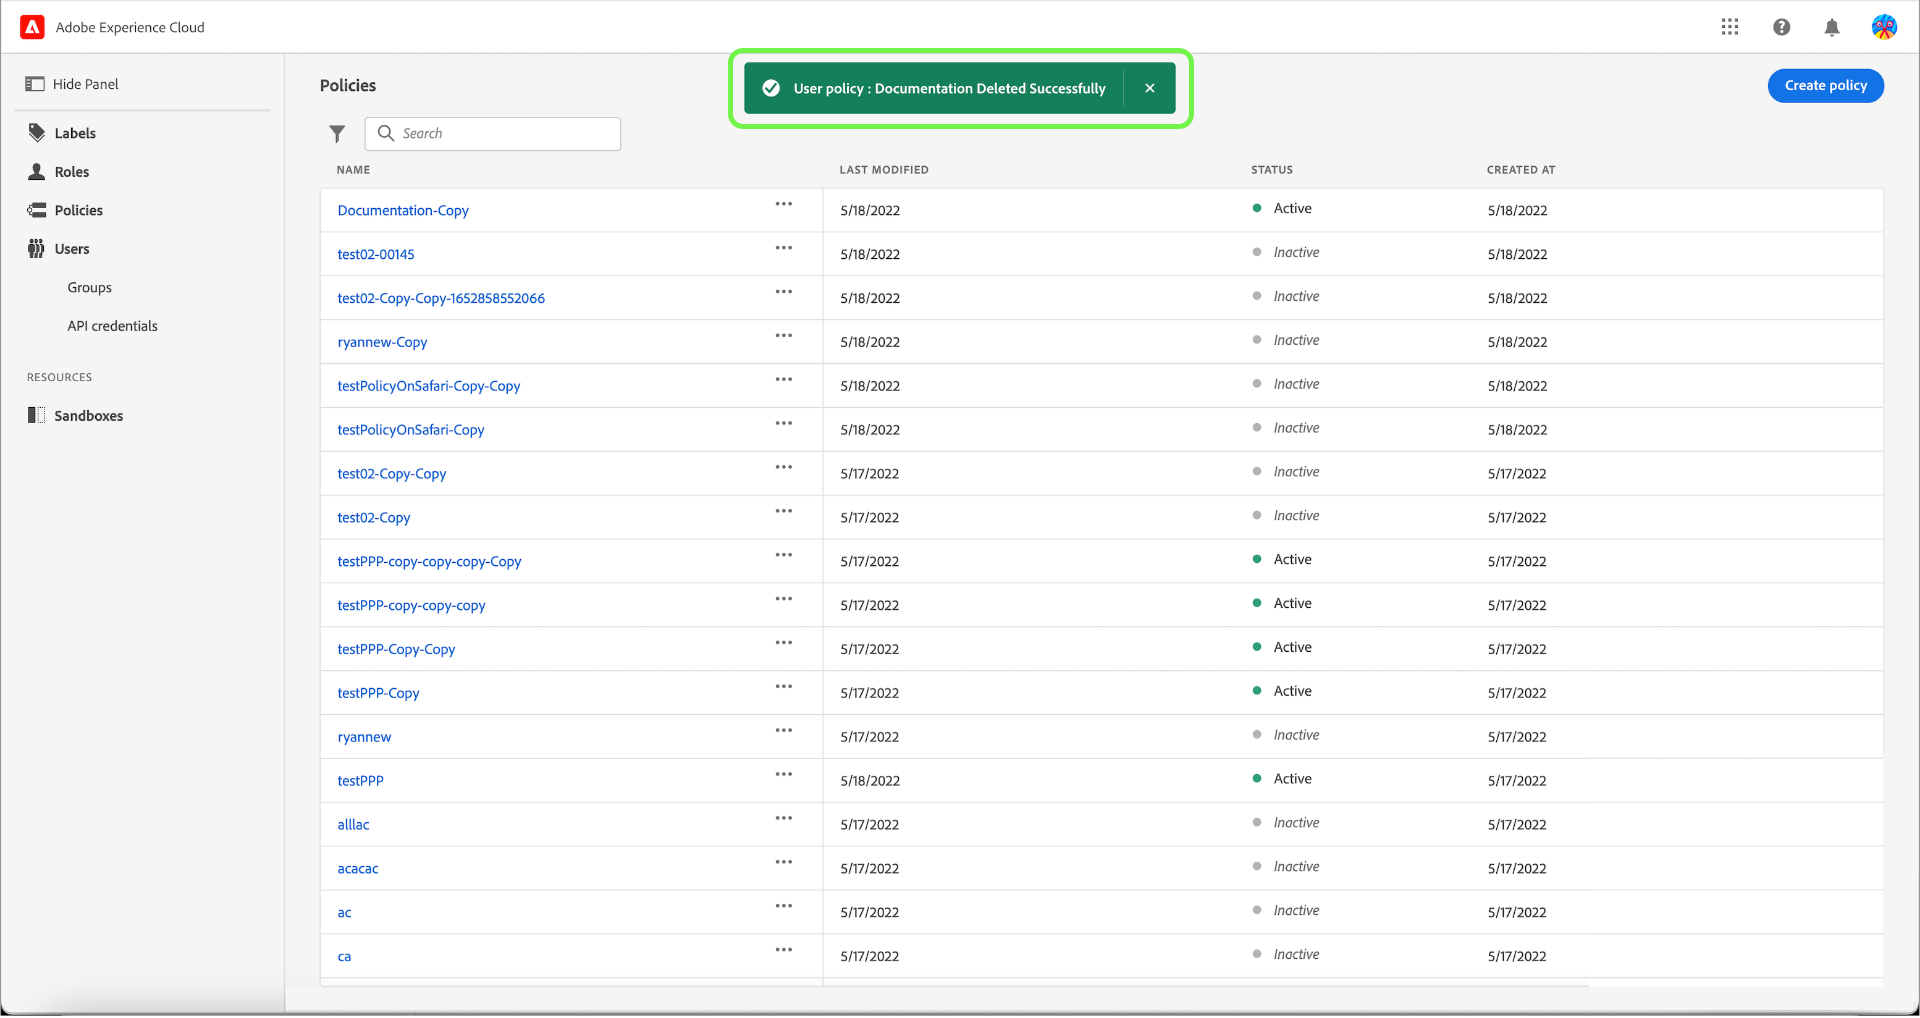 Adobe Experience Cloud
Hide Panel
Labels
Roles
Policies
Users
Groups
API credentials
RESOURCES
Sandboxes
Policies
User policy : Documentation Deleted Successfully
Create policy
Search
NAME LAST MODIFIED STATUS CREATED AT
Documentation-Copy 5/18/2022 Active 5/18/2022
test02-00145 5/18/2022 Inactive 5/18/2022
test02-Copy-Copy-1652858552066 5/18/2022 Inactive 5/18/2022
ryannew-Copy 5/18/2022 Inactive 5/18/2022
testPolicyOnSafari-Copy-Copy 5/18/2022 Inactive 5/18/2022
testPolicyOnSafari-Copy 5/18/2022 Inactive 5/18/2022
test02-Copy-Copy 5/17/2022 Inactive 5/17/2022
test02-Copy 5/17/2022 Inactive 5/17/2022
testPPP-copy-copy-copy-Copy 5/17/2022 Active 5/17/2022
testPPP-copy-copy-copy 5/17/2022 Active 5/17/2022
testPPP-Copy-Copy 5/17/2022 Active 5/17/2022
testPPP-Copy 5/17/2022 Active 5/17/2022
ryannew 5/17/2022 Inactive 5/17/2022
testPPP 5/18/2022 Active 5/17/2022
alllac 5/17/2022 Inactive 5/17/2022
acacac 5/17/2022 Inactive 5/17/2022
ac 5/17/2022 Inactive 5/17/2022
ca 5/17/2022 Inactive 5/17/2022